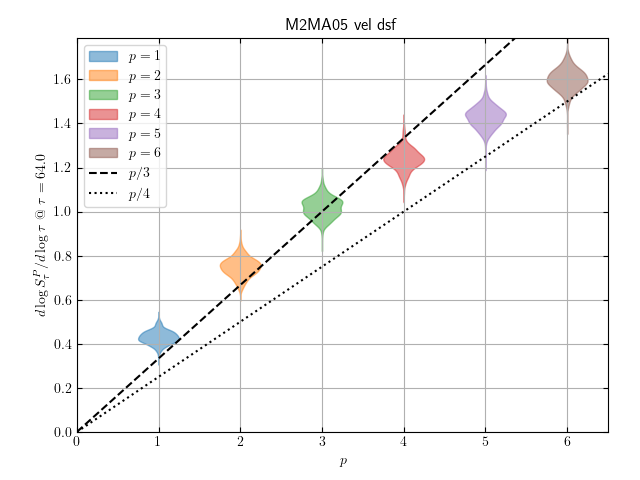 M2MA05 vel dsf
p = 1
p = 2
p = 3
p = 4
p = 5
p = 6
p/3
p/4
d log S_τ^P / d log τ @ τ = 64.0
1.6
1.4
1.2
1.0
0.8
0.6
0.4
0.2
0.0
0 1 2 3 4 5 6
p